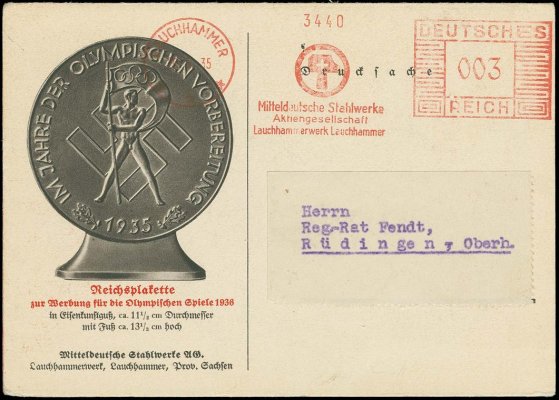 IM JAHRE DER OLYMPISCHEN VORBEREITUNG
1935
LAUCHHAMMER
35
3440
Drucksache
DEUTSCHES
003
REICH
Mitteldeutsche Stahlwerke
Aktiengesellschaft
Lauchhammerwerk Lauchhammer
Herrn
Reg-Rat Fendt,
Rüdingen, Oberh.
Reichsplakette
zur Werbung für die Olympischen Spiele 1936
in Eisenkunstguß, ca. 11½ cm Durchmesser
mit Fuß ca. 13½ cm hoch
Mitteldeutsche Stahlwerke AG.
Lauchhammerwerk, Lauchhammer, Prov. Sachsen